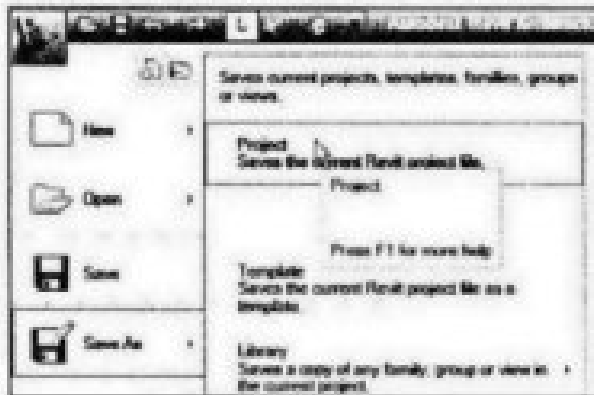 L
New
Open
Save
Save As
Saves current projects, templates, families, groups
or views.
Project
Saves the current Revit project file.
Project
Press F1 for more help
Template
Saves the current Revit project file as a
template.
Library
Saves a copy of any family, group or view in
the current project.